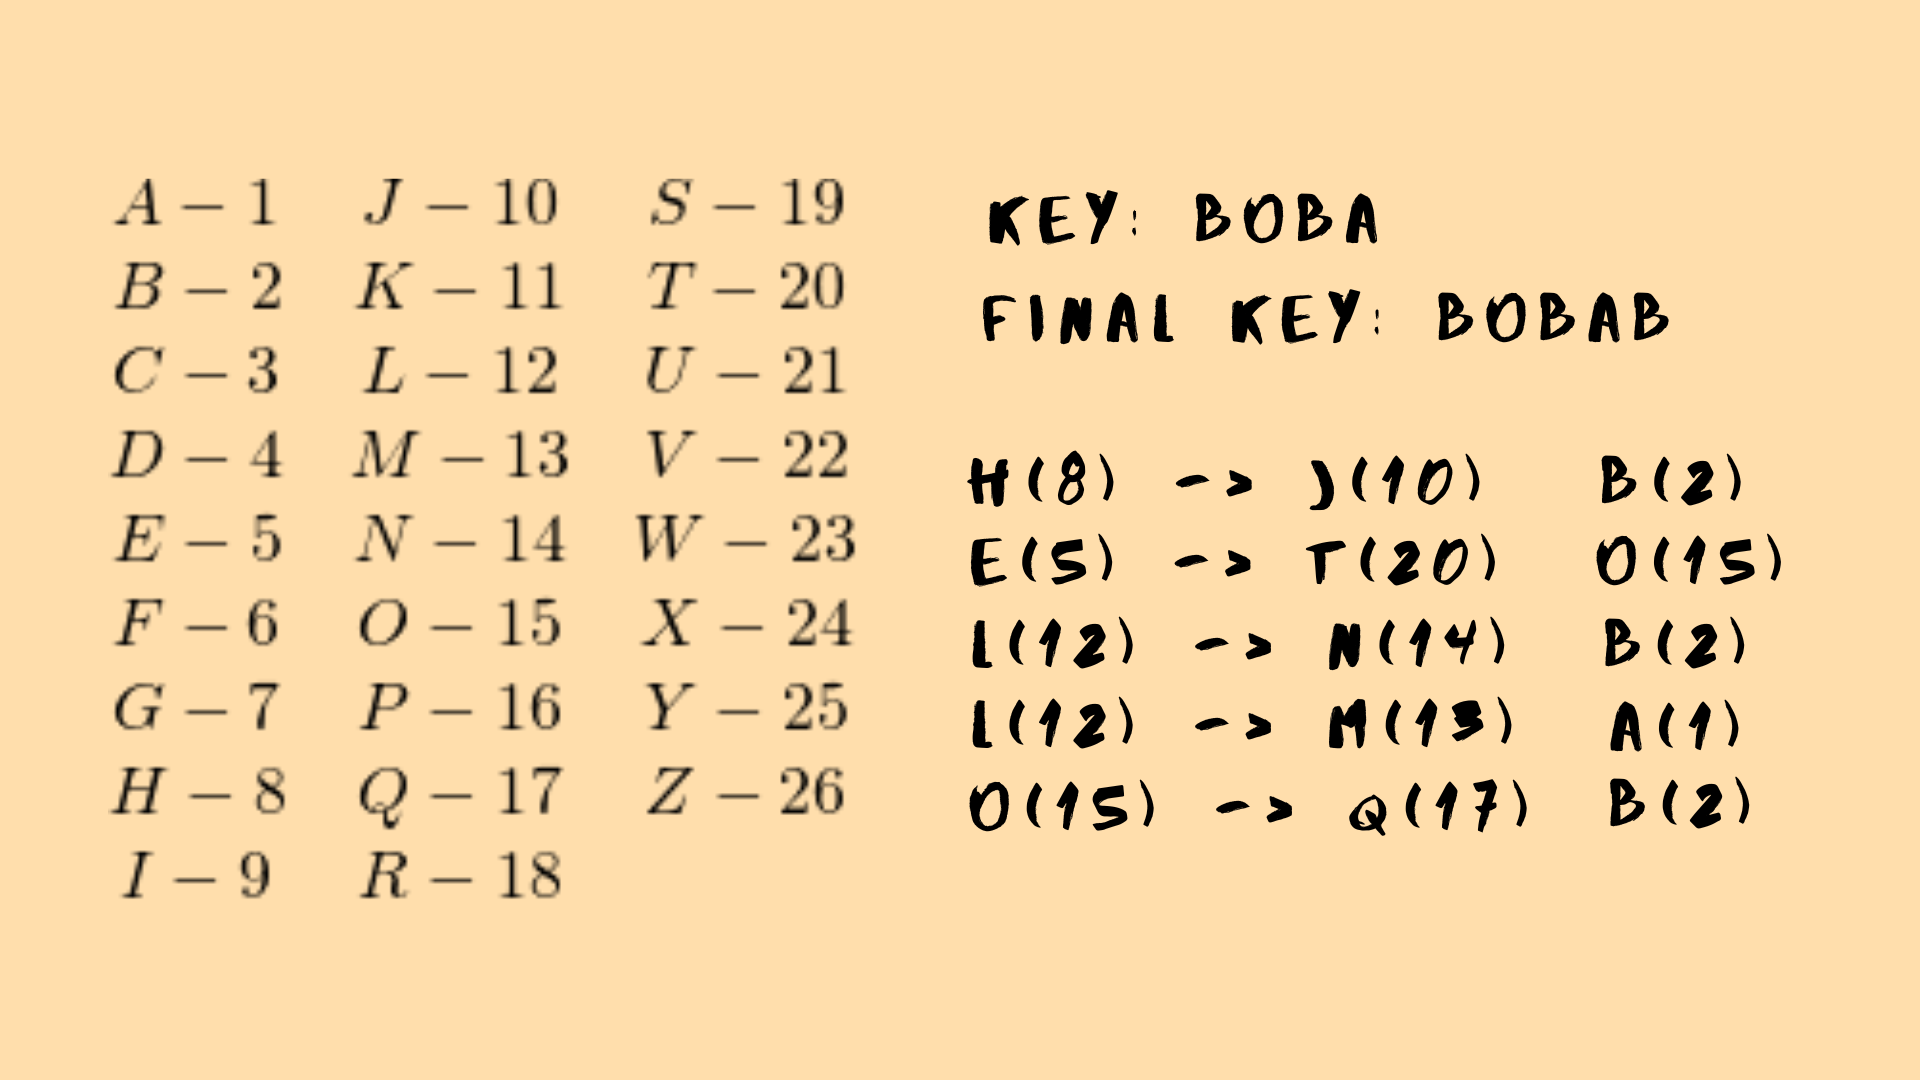 A – 1 J – 10 S – 19
B – 2 K – 11 T – 20
C – 3 L – 12 U – 21
D – 4 M – 13 V – 22
E – 5 N – 14 W – 23
F – 6 O – 15 X – 24
G – 7 P – 16 Y – 25
H – 8 Q – 17 Z – 26
I – 9 R – 18
KEY: BOBA
FINAL KEY: BOBAB
H(8) -> J(10) B(2)
E(5) -> T(20) O(15)
L(12) -> N(14) B(2)
L(12) -> M(13) A(1)
O(15) -> Q(17) B(2)